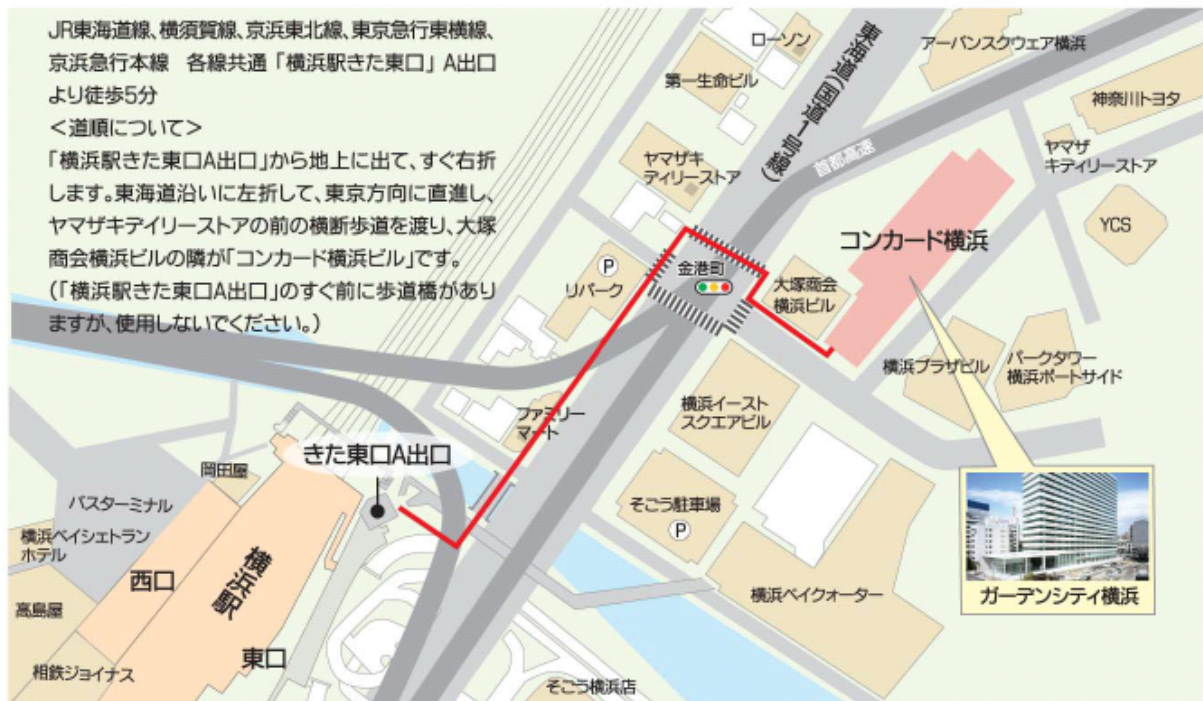 JR東海道線、横須賀線、京浜東北線、東京急行東横線、
京浜急行本線　各線共通「横浜駅きた東口」A出口
より徒歩5分
＜道順について＞
「横浜駅きた東口A出口」から地上に出て、すぐ右折
します。東海道沿いに左折して、東京方向に直進し、
ヤマザキデイリーストアの前の横断歩道を渡り、大塚
商会横浜ビルの隣が「コンカード横浜ビル」です。
（「横浜駅きた東口A出口」のすぐ前に歩道橋があり
ますが、使用しないでください。）
ローソン
第一生命ビル
ヤマザキ
デイリーストア
東海道（国道1号線）
首都高速
アーバンスクウェア横浜
神奈川トヨタ
ヤマザ
キデイリーストア
YCS
コンカード横浜
金港町
P
リパーク
大塚商会
横浜ビル
横浜プラザビル
パークタワー
横浜ポートサイド
横浜イースト
スクエアビル
ファミリー
マート
きた東口A出口
岡田屋
バスターミナル
横浜ベイシェトラン
ホテル
西口
横浜駅
高島屋
相鉄ジョイナス
東口
そごう駐車場
P
横浜ベイクォーター
そごう横浜店
ガーデンシティ横浜